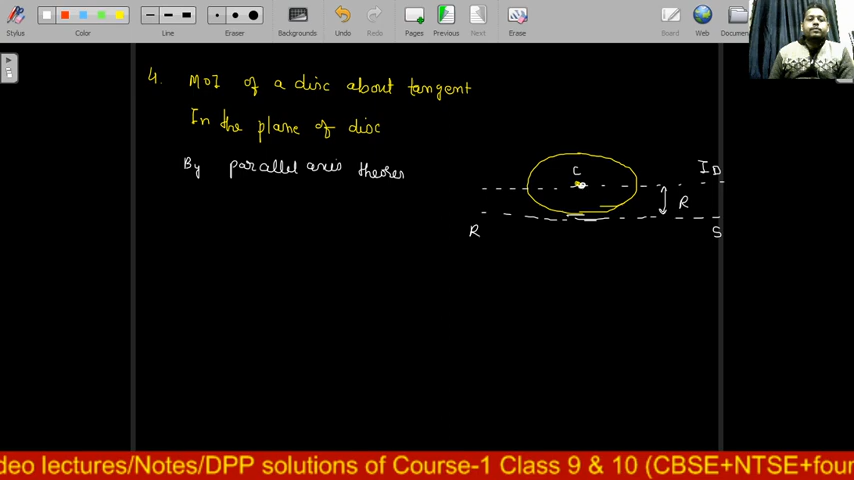 Stylus
Color
Line
Eraser
Backgrounds
Undo
Redo
Pages
Previous
Next
Erase
Board
Web
Documen
4. MOI of a disc about tangent
In the plane of disc
By parallel axis theorem
C
ID
R
R
S
deo lectures/Notes/DPP solutions of Course-1 Class 9 & 10 (CBSE+NTSE+foun